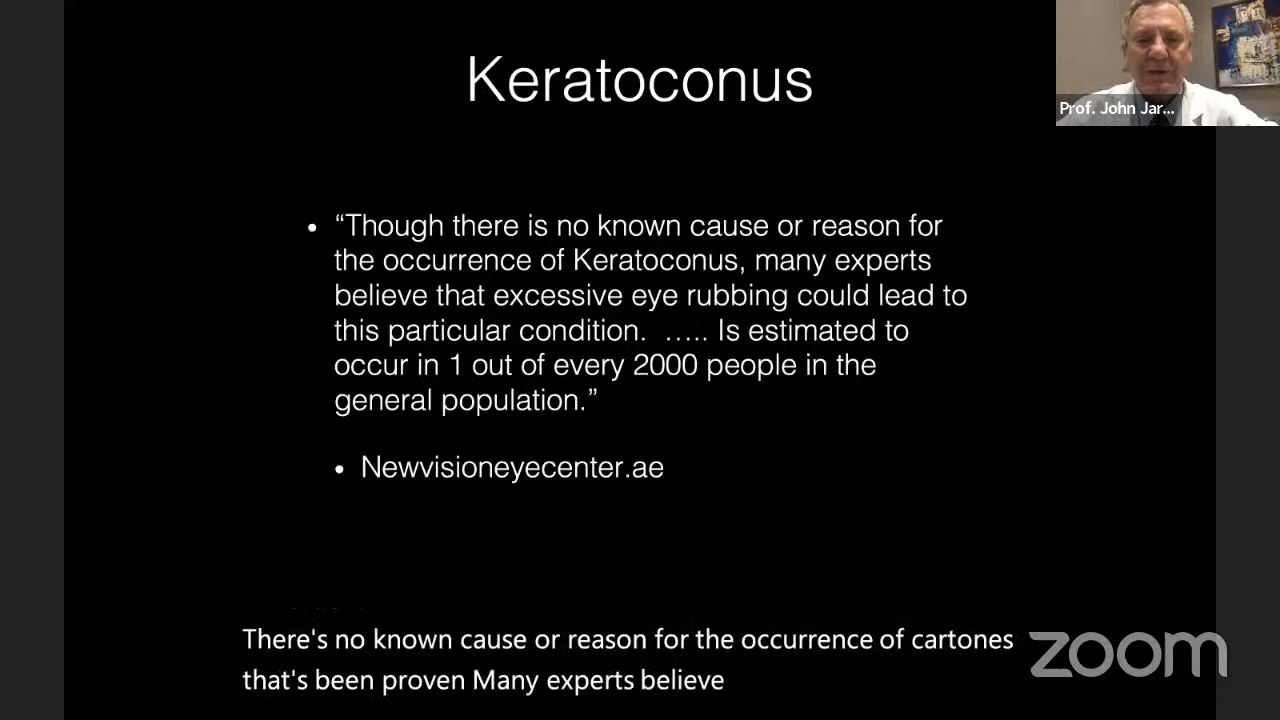 Keratoconus
Prof. John Jar...
• “Though there is no known cause or reason for
the occurrence of Keratoconus, many experts
believe that excessive eye rubbing could lead to
this particular condition. ..... Is estimated to
occur in 1 out of every 2000 people in the
general population.”
• Newvisioneyecenter.ae
There's no known cause or reason for the occurrence of cartones
that's been proven Many experts believe
zoom